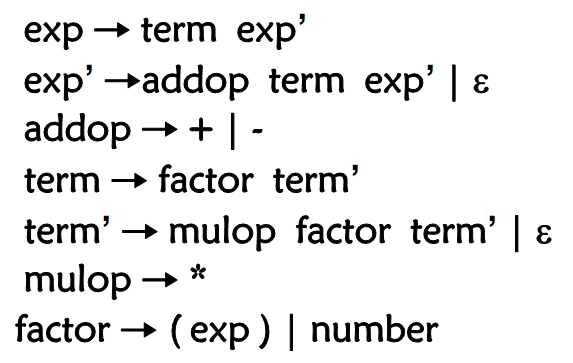 exp → term exp’
exp’ →addop term exp’ | ε
addop → + | -
term → factor term’
term’ → mulop factor term’ | ε
mulop → *
factor → ( exp ) | number